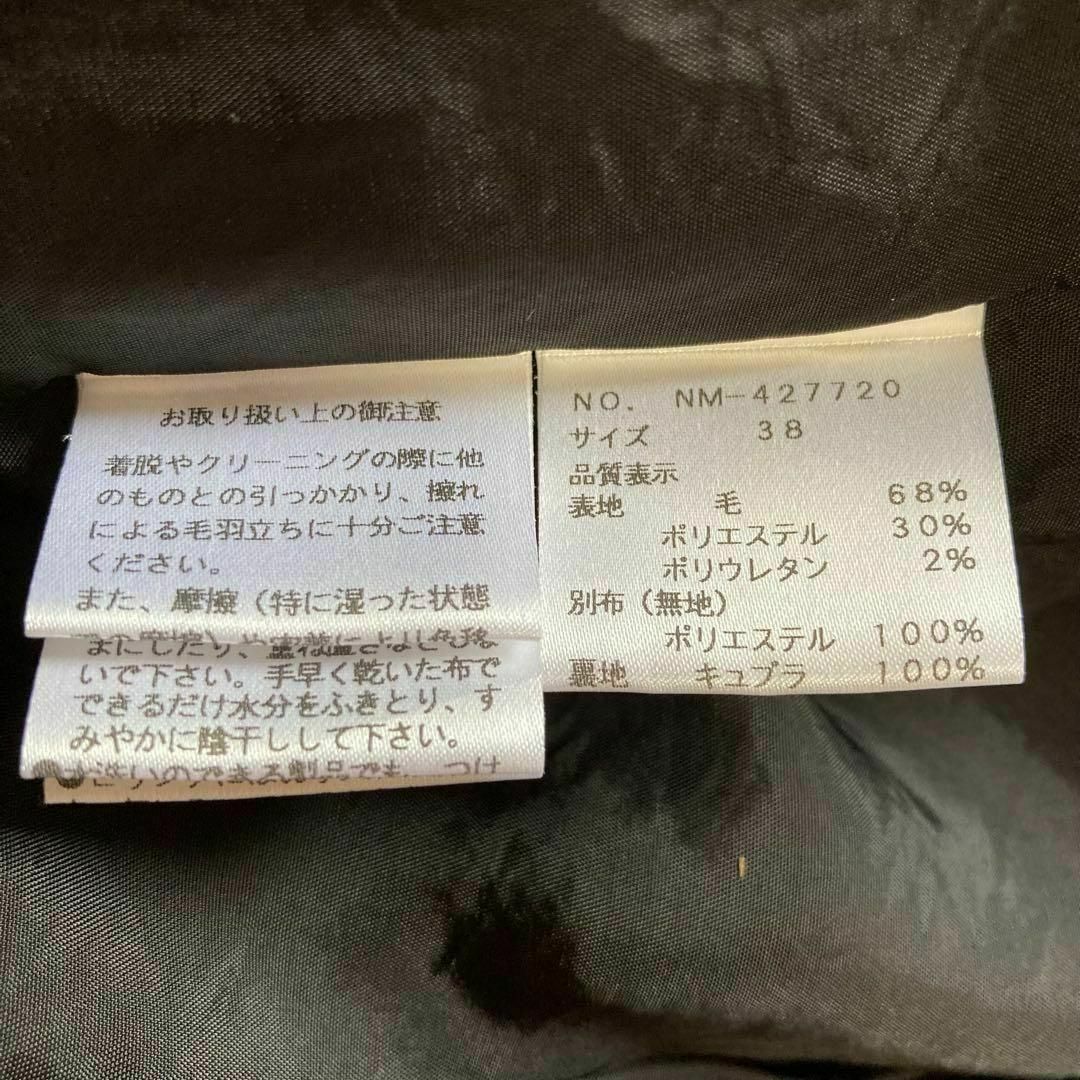 お取り扱い上の御注意
着脱やクリーニングの際に他
のものとの引っかかり、擦れ
による毛羽立ちに十分ご注意
ください。
また、摩擦(特に湿った状態
いで下さい。手早く乾いた布で
できるだけ水分をふきとり、す
みやかに陰干しして下さい。
NO. NM-427720
サイズ 38
品質表示
表地 毛 68%
ポリエステル 30%
ポリウレタン 2%
別布(無地)
ポリエステル 100%
裏地 キュプラ 100%